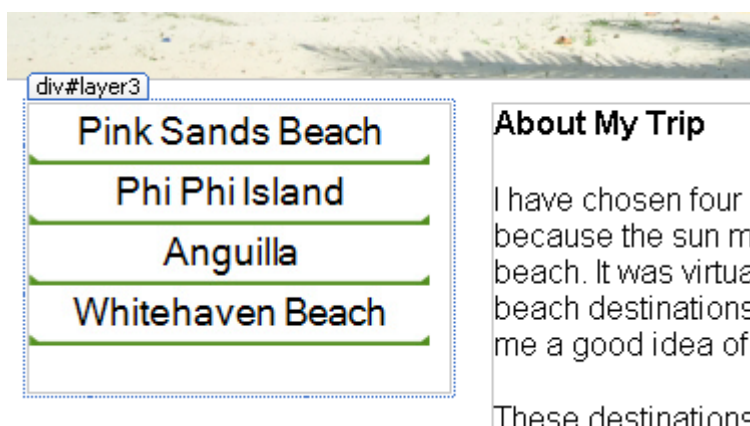 div#layer3
Pink Sands Beach
Phi Phi Island
Anguilla
Whitehaven Beach
About My Trip
I have chosen four
because the sun
beach. It was
beach destinations
me a good idea of
These destinations